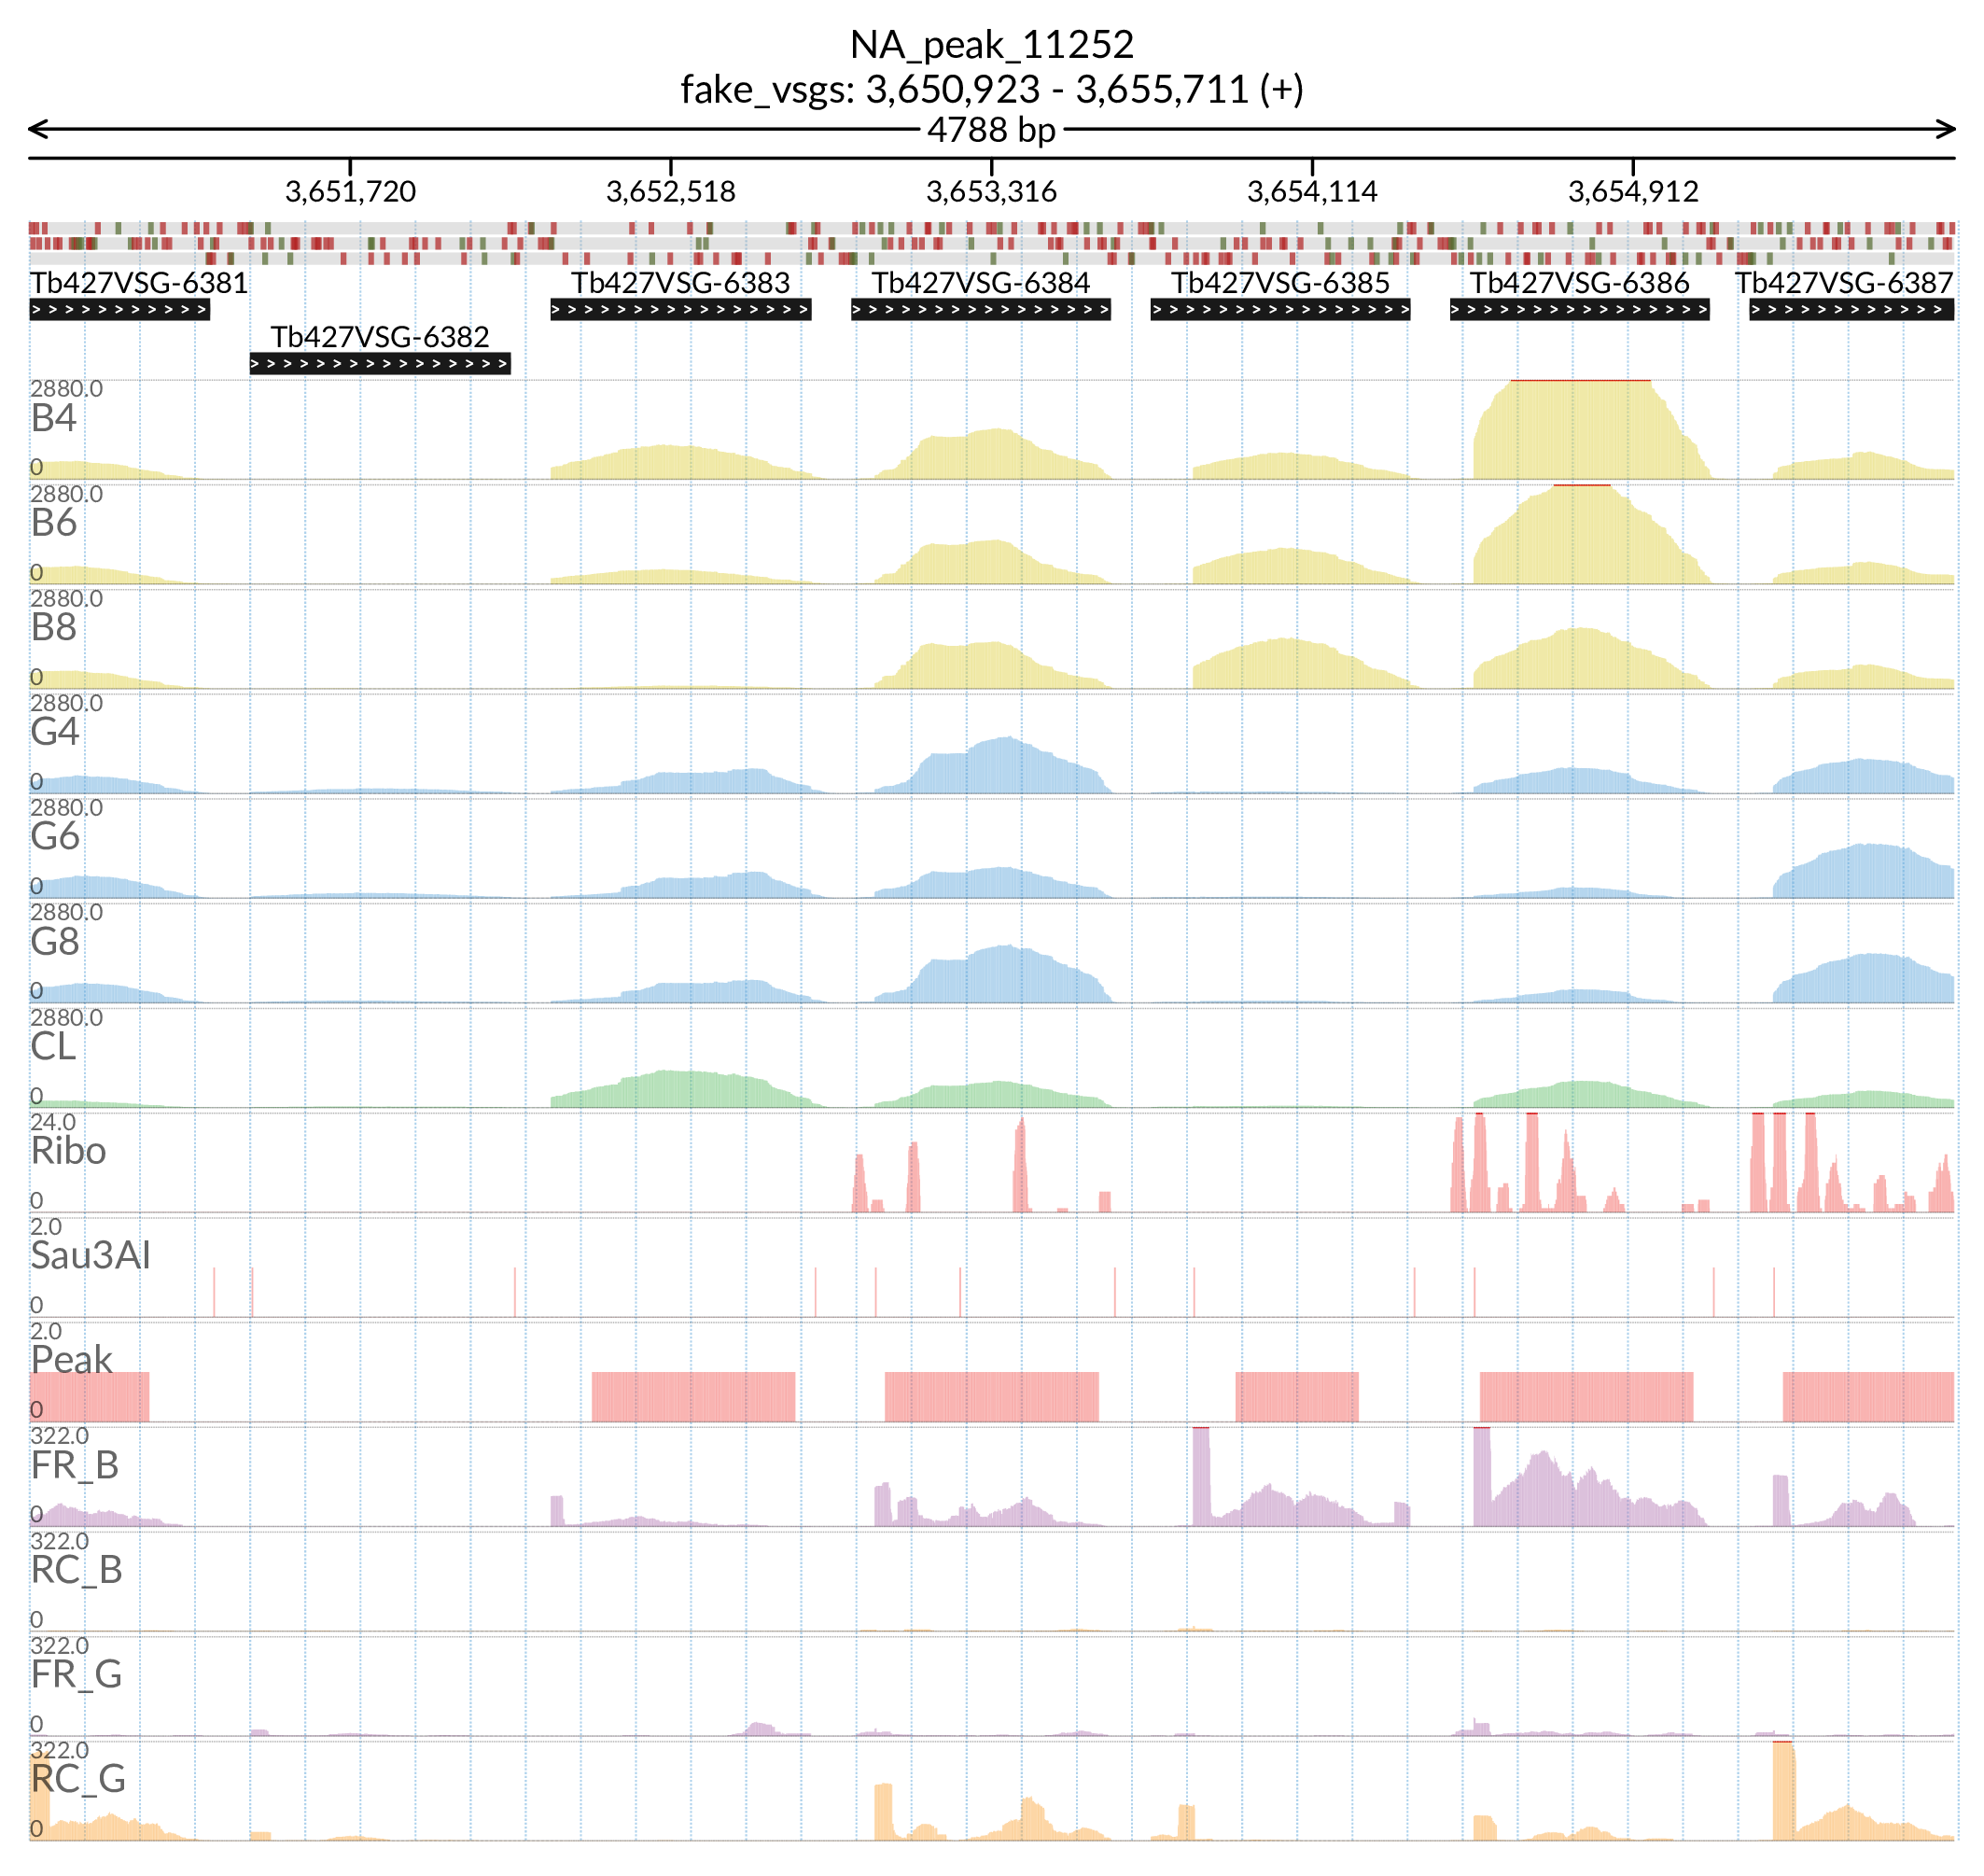 NA_peak_11252
fake_vsgs: 3,650,923 - 3,655,711 (+)
4788 bp
3,651,720 3,652,518 3,653,316 3,654,114 3,654,912
Tb427VSG-6381 Tb427VSG-6383 Tb427VSG-6384 Tb427VSG-6385 Tb427VSG-6386 Tb427VSG-6387
Tb427VSG-6382
2880.0
B4
0
2880.0
B6
0
2880.0
B8
0
2880.0
G4
0
2880.0
G6
0
2880.0
G8
0
2880.0
CL
0
24.0
Ribo
0
2.0
Sau3AI
0
2.0
Peak
0
322.0
FR_B
0
322.0
RC_B
0
322.0
FR_G
0
322.0
RC_G
0